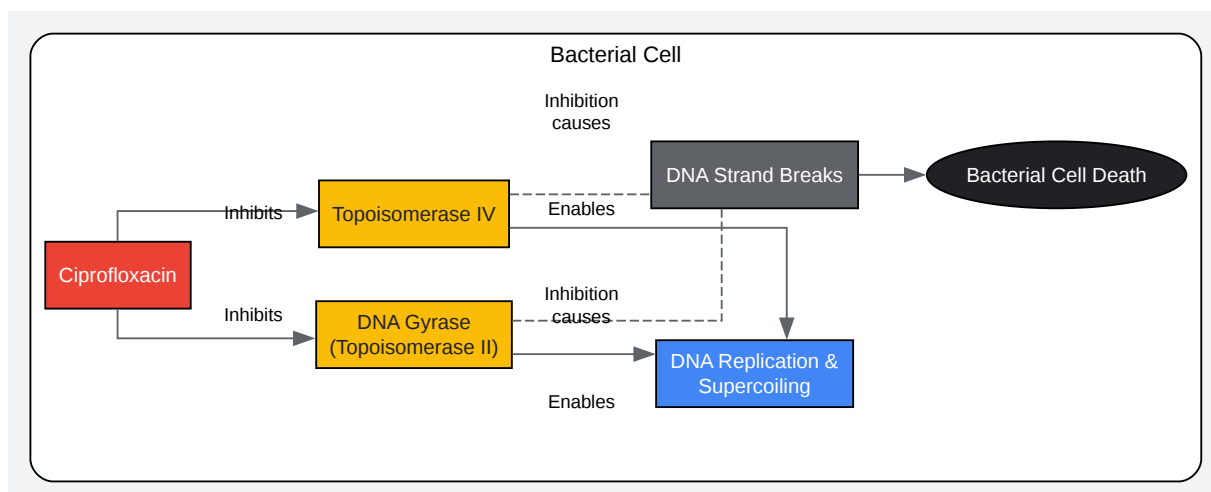 Bacterial Cell
Inhibition
causes
DNA Strand Breaks
Bacterial Cell Death
Inhibits
Topoisomerase IV
Enables
Ciprofloxacin
Inhibits
DNA Gyrase
(Topoisomerase II)
Inhibition
causes
DNA Replication &
Supercoiling
Enables